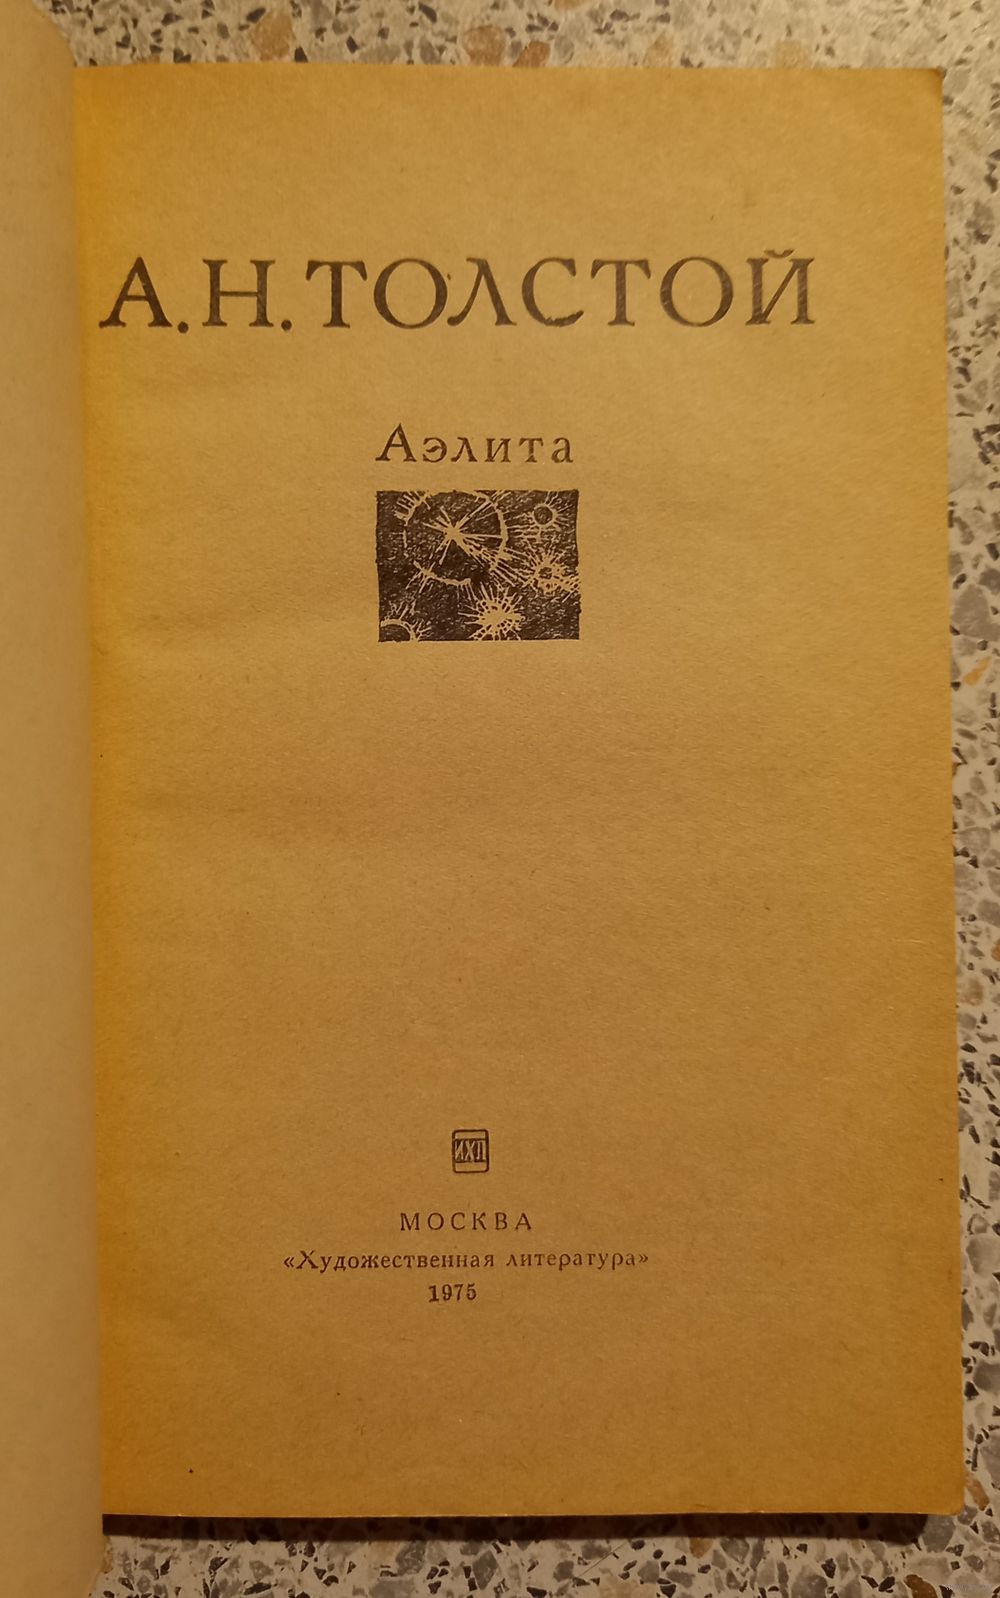 А.Н.ТОЛСТОЙ
Аэлита
ИХЛ
МОСКВА
«Художественная литература»
1975